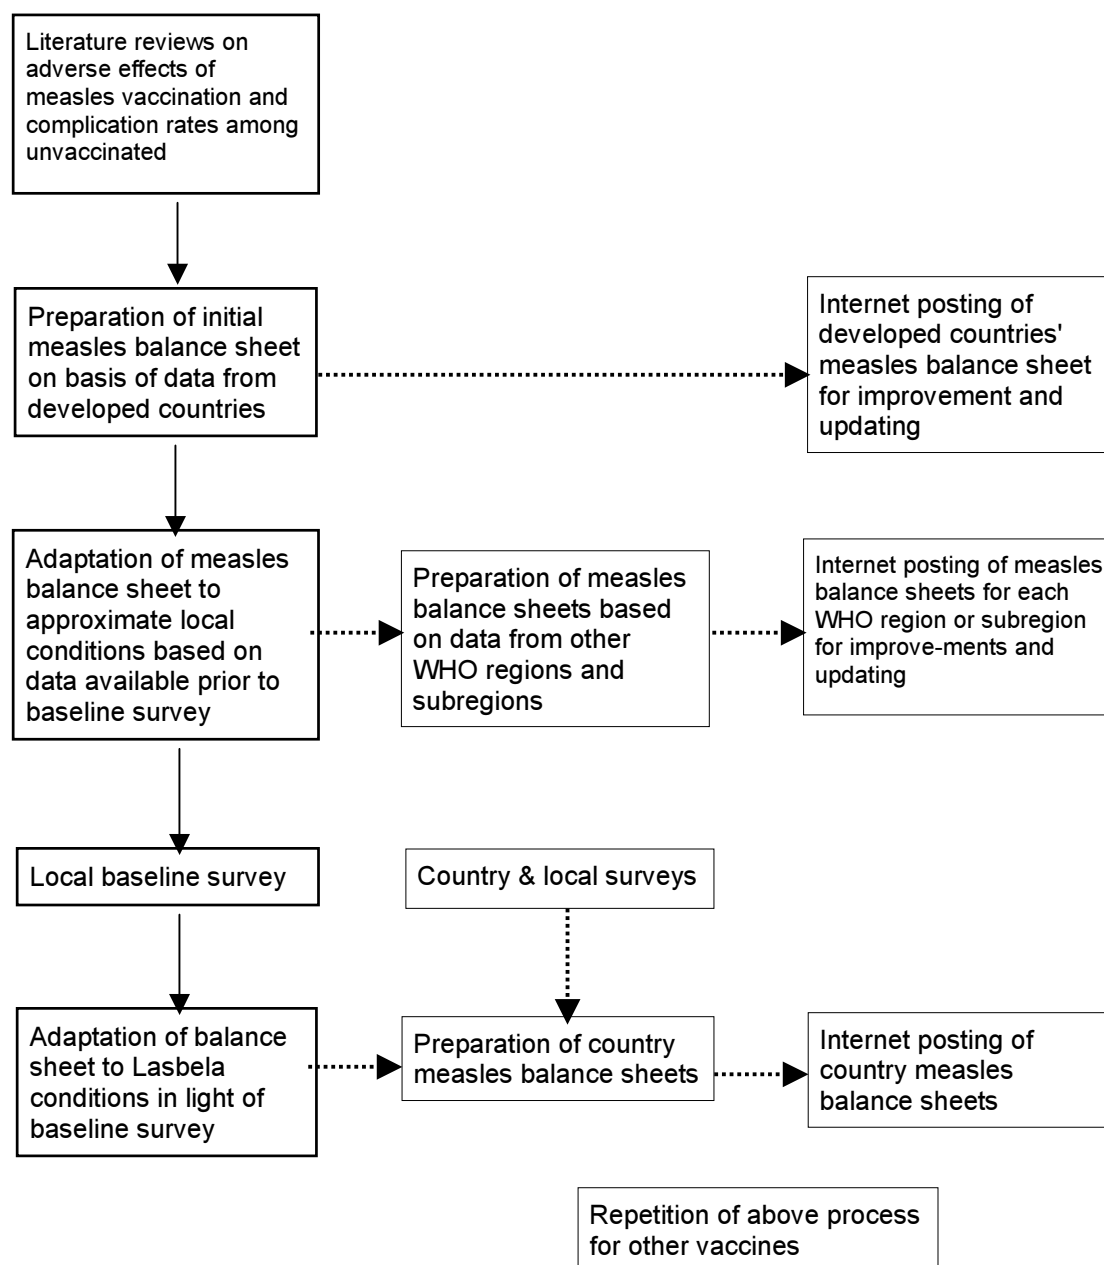 Literature reviews on
adverse effects of
measles vaccination and
complication rates among
unvaccinated
Preparation of initial
measles balance sheet
on basis of data from
developed countries
Internet posting of
developed countries'
measles balance sheet
for improvement and
updating
Adaptation of measles
balance sheet to
approximate local
conditions based on
data available prior to
baseline survey
Preparation of measles
balance sheets based
on data from other
WHO regions and
subregions
Internet posting of measles
balance sheets for each
WHO region or subregion
for improve-ments and
updating
Local baseline survey
Country & local surveys
Adaptation of balance
sheet to Lasbela
conditions in light of
baseline survey
Preparation of country
measles balance sheets
Internet posting of
country measles
balance sheets
Repetition of above process
for other vaccines